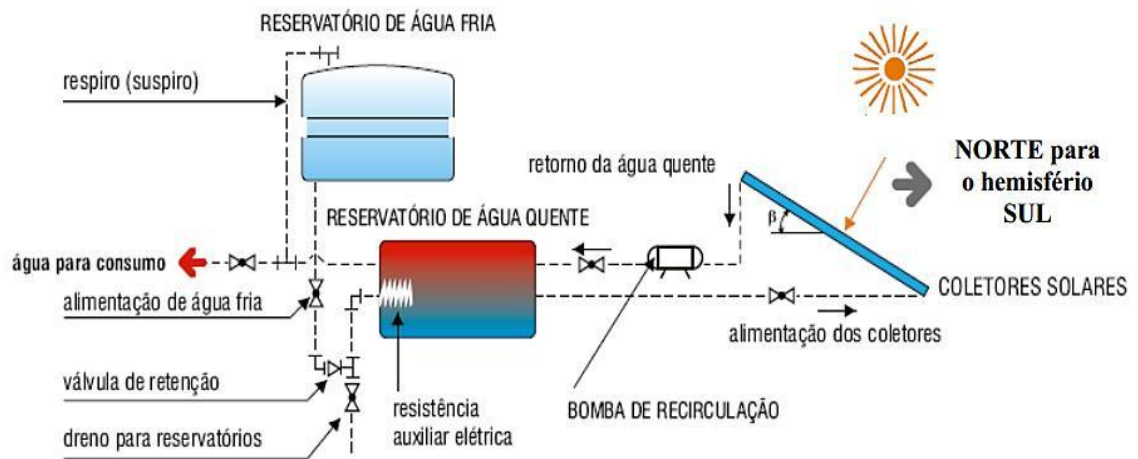 RESERVATÓRIO DE ÁGUA FRIA
respiro (suspiro)
retorno da água quente
NORTE para
o hemisfério
SUL
β
RESERVATÓRIO DE ÁGUA QUENTE
água para consumo
alimentação de água fria
COLETORES SOLARES
alimentação dos coletores
válvula de retenção
resistência
auxiliar elétrica
BOMBA DE RECIRCULAÇÃO
dreno para reservatórios